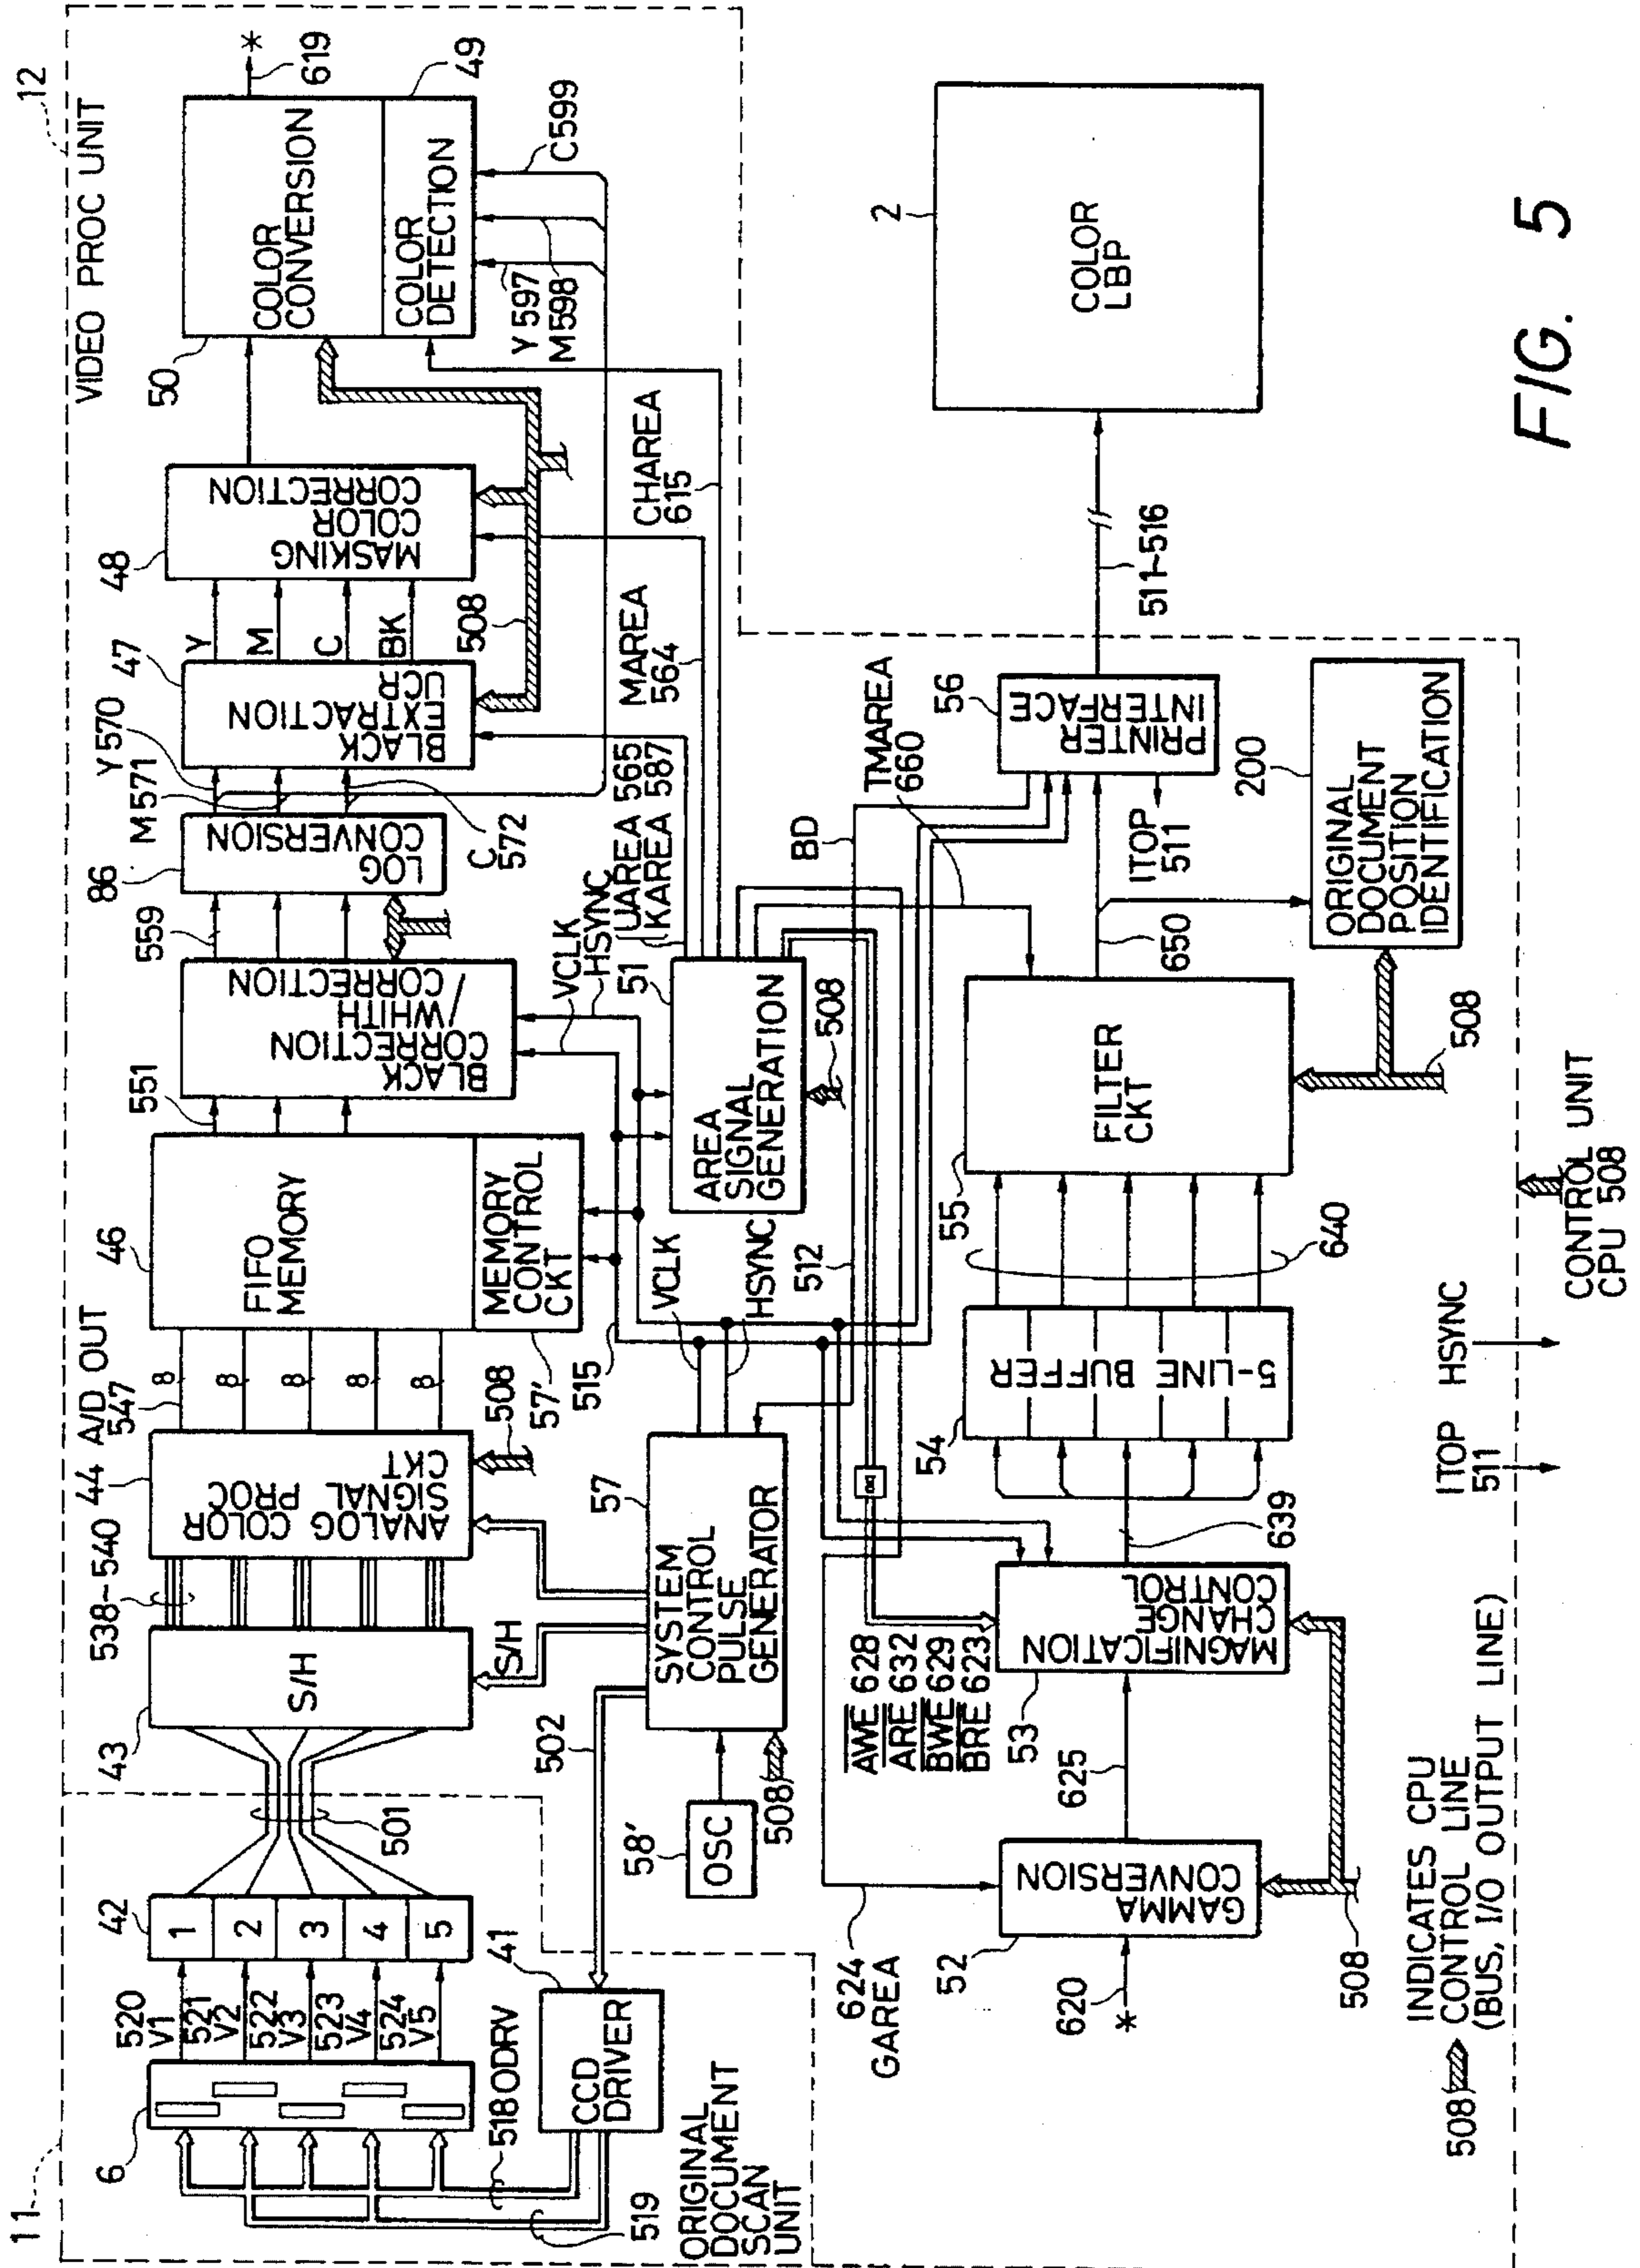 11
12
VIDEO PROC UNIT
6
520
V1
521
V2
522
V3
523
V4
524
V5
42
1
2
3
4
5
501
43
S/H
538~540
44
ANALOG COLOR
SIGNAL PROC
CKT
A/D OUT
547
8
8
8
8
8
46
FIFO
MEMORY
MEMORY
CONTROL
CKT
57'
551
BLACK
CORRECTION
/WHITH
CORRECTION
559
86
LOG
CONVERSION
Y570
M571
C
572
47
BLACK
EXTRACTION
UCR
Y
M
C
BK
48
MASKING
COLOR
CORRECTION
50
COLOR
CONVERSION
COLOR
DETECTION
49
*
619
Y597
M598
C599
508
508
518 ODRV
519
41
CCD
DRIVER
ORIGINAL
DOCUMENT
SCAN
UNIT
502
S/H
58'
OSC
508
57
SYSTEM
CONTROL
PULSE
GENERATOR
515
VCLK
HSYNC
512
VCLK
HSYNC
51
AREA
SIGNAL
GENERATION
508
UAREA 565
KAREA 587
MAREA
564
CHAREA
615
TMAREA
660
BD
624
GAREA
*
620
52
GAMMA
CONVERSION
508
625
AWE 628
ARE 632
BWE 629
BRE 623
53
MAGNIFICATION
CHANGE
CONTROL
639
54
5-LINE BUFFER
640
55
FILTER
CKT
508
650
ITOP
511
56
PRINTER
INTERFACE
200
ORIGINAL
DOCUMENT
POSITION
IDENTIFICATION
511~516
2
COLOR
LBP
508
INDICATES CPU
CONTROL LINE
(BUS, I/O OUTPUT LINE)
ITOP
511
HSYNC
CONTROL UNIT
CPU 508
FIG. 5